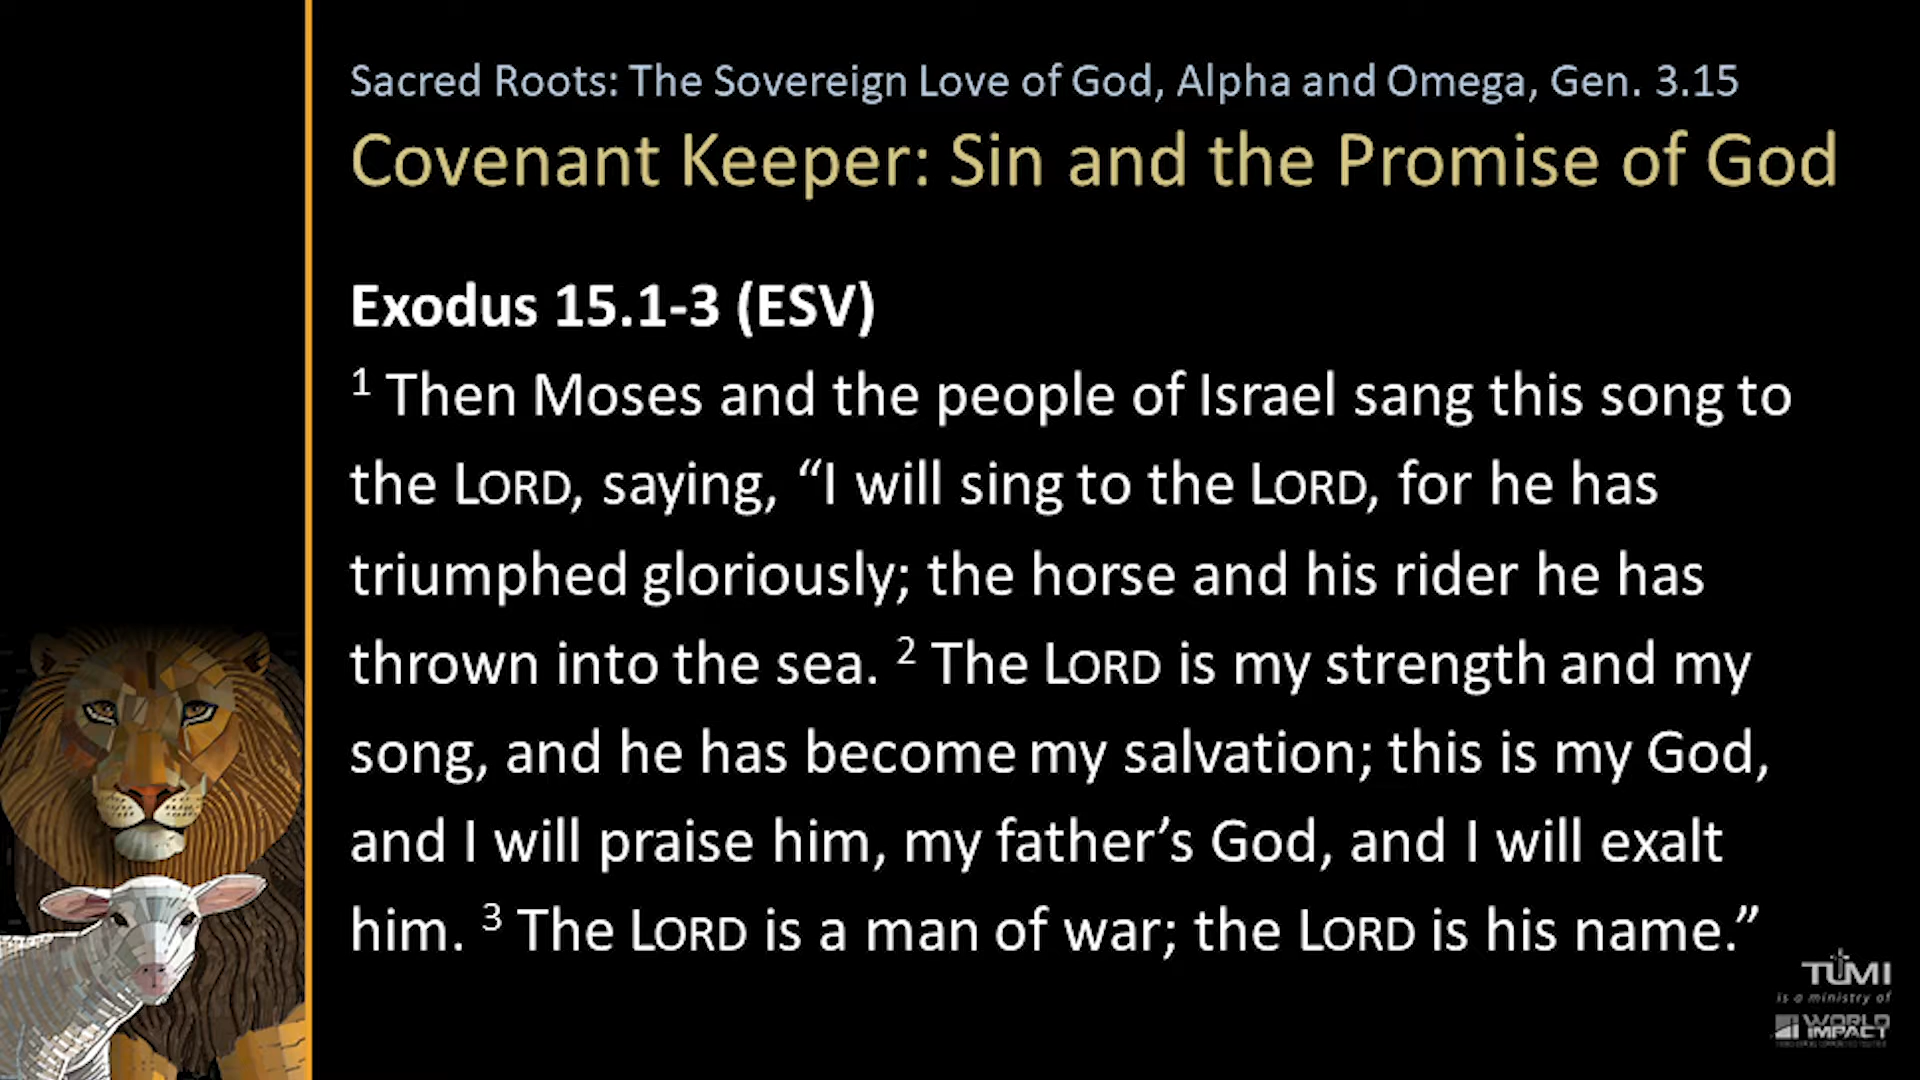 Sacred Roots: The Sovereign Love of God, Alpha and Omega, Gen. 3.15
Covenant Keeper: Sin and the Promise of God
Exodus 15.1-3 (ESV)
1 Then Moses and the people of Israel sang this song to
the LORD, saying, “I will sing to the LORD, for he has
triumphed gloriously; the horse and his rider he has
thrown into the sea. 2 The LORD is my strength and my
song, and he has become my salvation; this is my God,
and I will praise him, my father’s God, and I will exalt
him. 3 The LORD is a man of war; the LORD is his name.”
TUMI
is a ministry of
WORLD
IMPACT